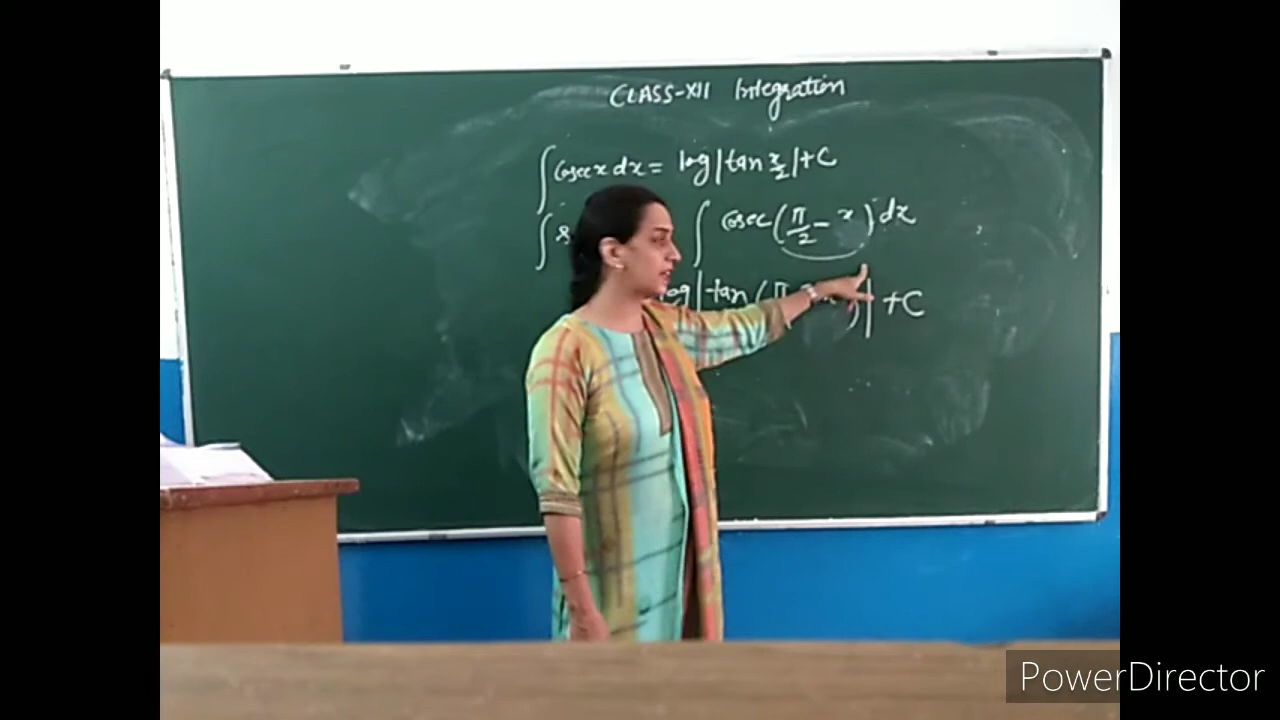 CLASS-XII Integration
∫ cosec x dx = log |tan x/2| + C
∫ ∫ cosec (π/2 - x) dx
log | tan (π | + C
PowerDirector